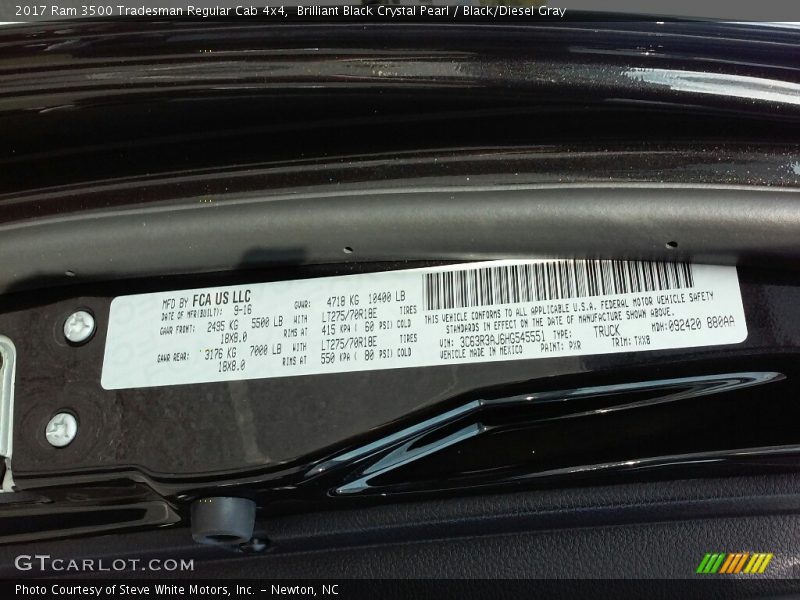 2017 Ram 3500 Tradesman Regular Cab 4x4, Brilliant Black Crystal Pearl / Black/Diesel Gray
MFD BY FCA US LLC
DATE OF MFR(BUILT): 9-16 GVWR: 4718 KG 10400 LB
GAWR FRONT: 2495 KG 5500 LB WITH LT275/70R18E TIRES
18X8.0 RIMS AT 415 KPA ( 60 PSI) COLD
GAWR REAR: 3176 KG 7000 LB WITH LT275/70R18E TIRES
18X8.0 RIMS AT 550 KPA ( 80 PSI) COLD
THIS VEHICLE CONFORMS TO ALL APPLICABLE U.S.A. FEDERAL MOTOR VEHICLE SAFETY
STANDARDS IN EFFECT ON THE DATE OF MANUFACTURE SHOWN ABOVE.
VIN: 3C63R3AJ6HG545551 TYPE: TRUCK MDH: 092420 880AA
VEHICLE MADE IN MEXICO PAINT: PXR TRIM: TXX8
GTCARLOT.COM
Photo Courtesy of Steve White Motors, Inc. – Newton, NC